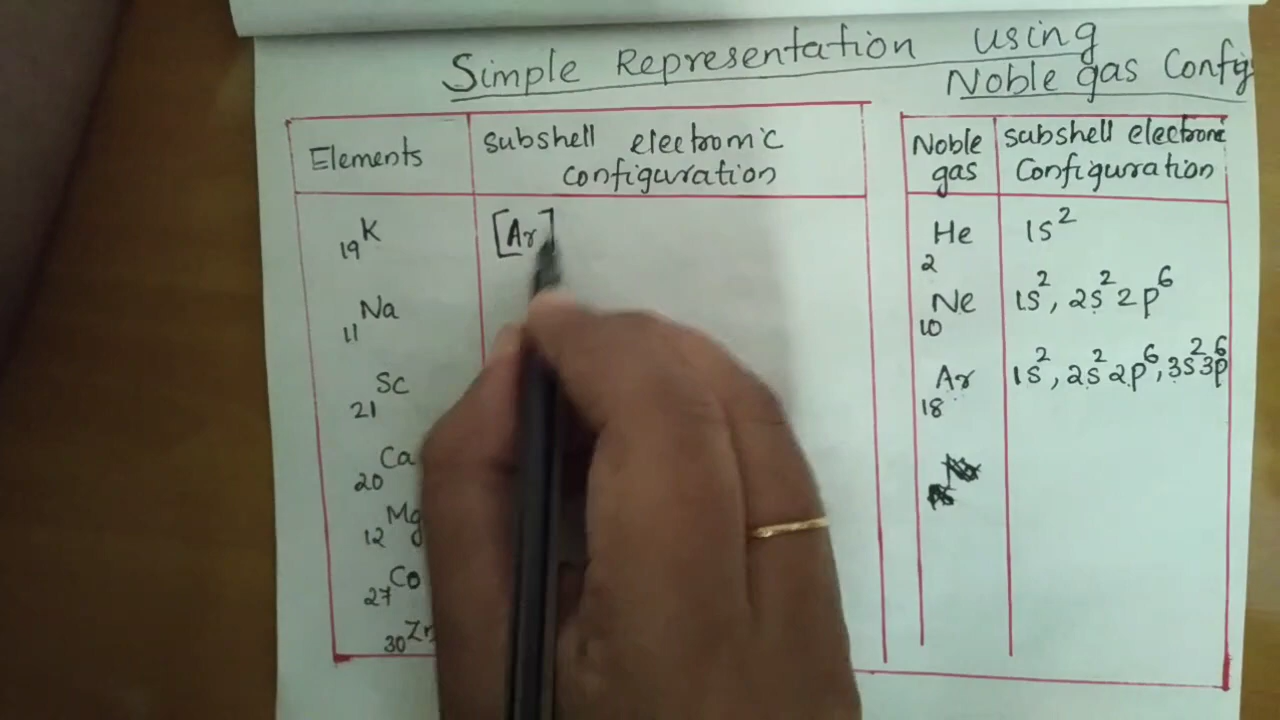 Simple Representation using
Noble gas Config
Elements
subshell electronic
configuration
19K
[Ar]
11Na
21Sc
20Ca
12Mg
27Co
30Zn
Noble
gas
subshell electronic
Configuration
He
2
1s2
Ne
10
1s2, 2s2 2p6
Ar
18
1s2, 2s2 2p6, 3s2 3p6